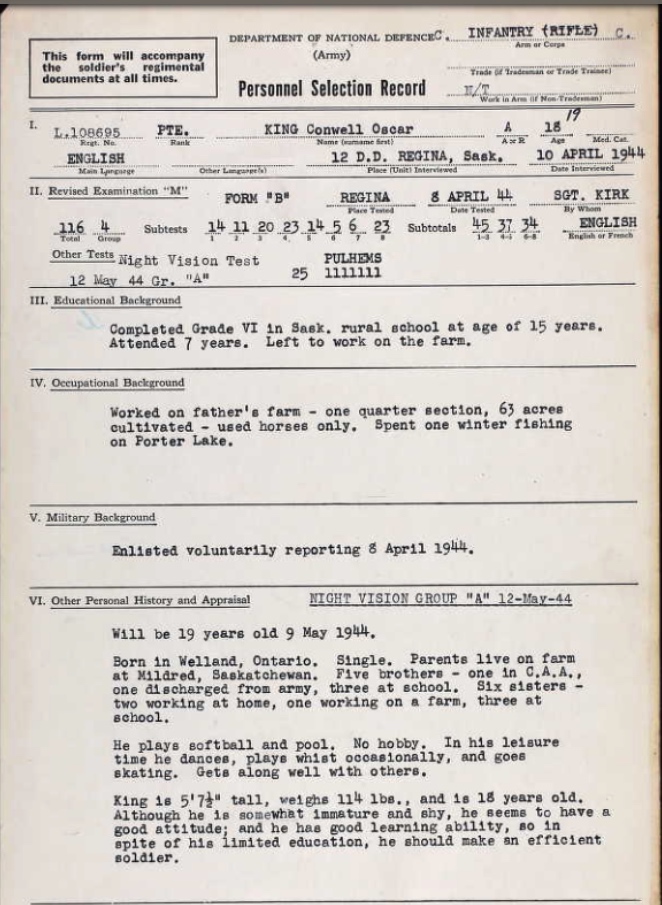 This form will accompany
the soldier's regimental
documents at all times.
DEPARTMENT OF NATIONAL DEFENCE
(Army)
Personnel Selection Record
C. INFANTRY (RIFLE) C.
Arm or Corps
Trade (if Tradesman or Trade Trainee)
N/T
Work in Arm (if Non-Tradesman)
I. L.108695 PTE. KING Conwell Oscar A 18 19
Regt. No. Rank Name (surname first) A or R Age Med. Cat.
ENGLISH 12 D.D. REGINA, Sask. 10 APRIL 1944
Main Language Other Language(s) Place (Unit) Interviewed Date Interviewed
II. Revised Examination "M" FORM "B" REGINA 8 APRIL 44 SGT. KIRK
Place Tested Date Tested By Whom
116 4 Subtests 14 11 20 23 14 5 6 23 Subtotals 45 37 34 ENGLISH
Total Group 1 2 3 4 5 6 7 8 1-3 4-5 6-8 English or French
Other Tests Night Vision Test PULHEMS
12 May 44 Gr. "A" 25 1111111
III. Educational Background
Completed Grade VI in Sask. rural school at age of 15 years.
Attended 7 years. Left to work on the farm.
IV. Occupational Background
Worked on father's farm - one quarter section, 63 acres
cultivated - used horses only. Spent one winter fishing
on Porter Lake.
V. Military Background
Enlisted voluntarily reporting 8 April 1944.
VI. Other Personal History and Appraisal NIGHT VISION GROUP "A" 12-May-44
Will be 19 years old 9 May 1944.
Born in Welland, Ontario. Single. Parents live on farm
at Mildred, Saskatchewan. Five brothers - one in C.A.A.,
one discharged from army, three at school. Six sisters -
two working at home, one working on a farm, three at
school.
He plays softball and pool. No hobby. In his leisure
time he dances, plays whist occasionally, and goes
skating. Gets along well with others.
King is 5'7½" tall, weighs 114 lbs., and is 18 years old.
Although he is somewhat immature and shy, he seems to have a
good attitude; and he has good learning ability, so in
spite of his limited education, he should make an efficient
soldier.